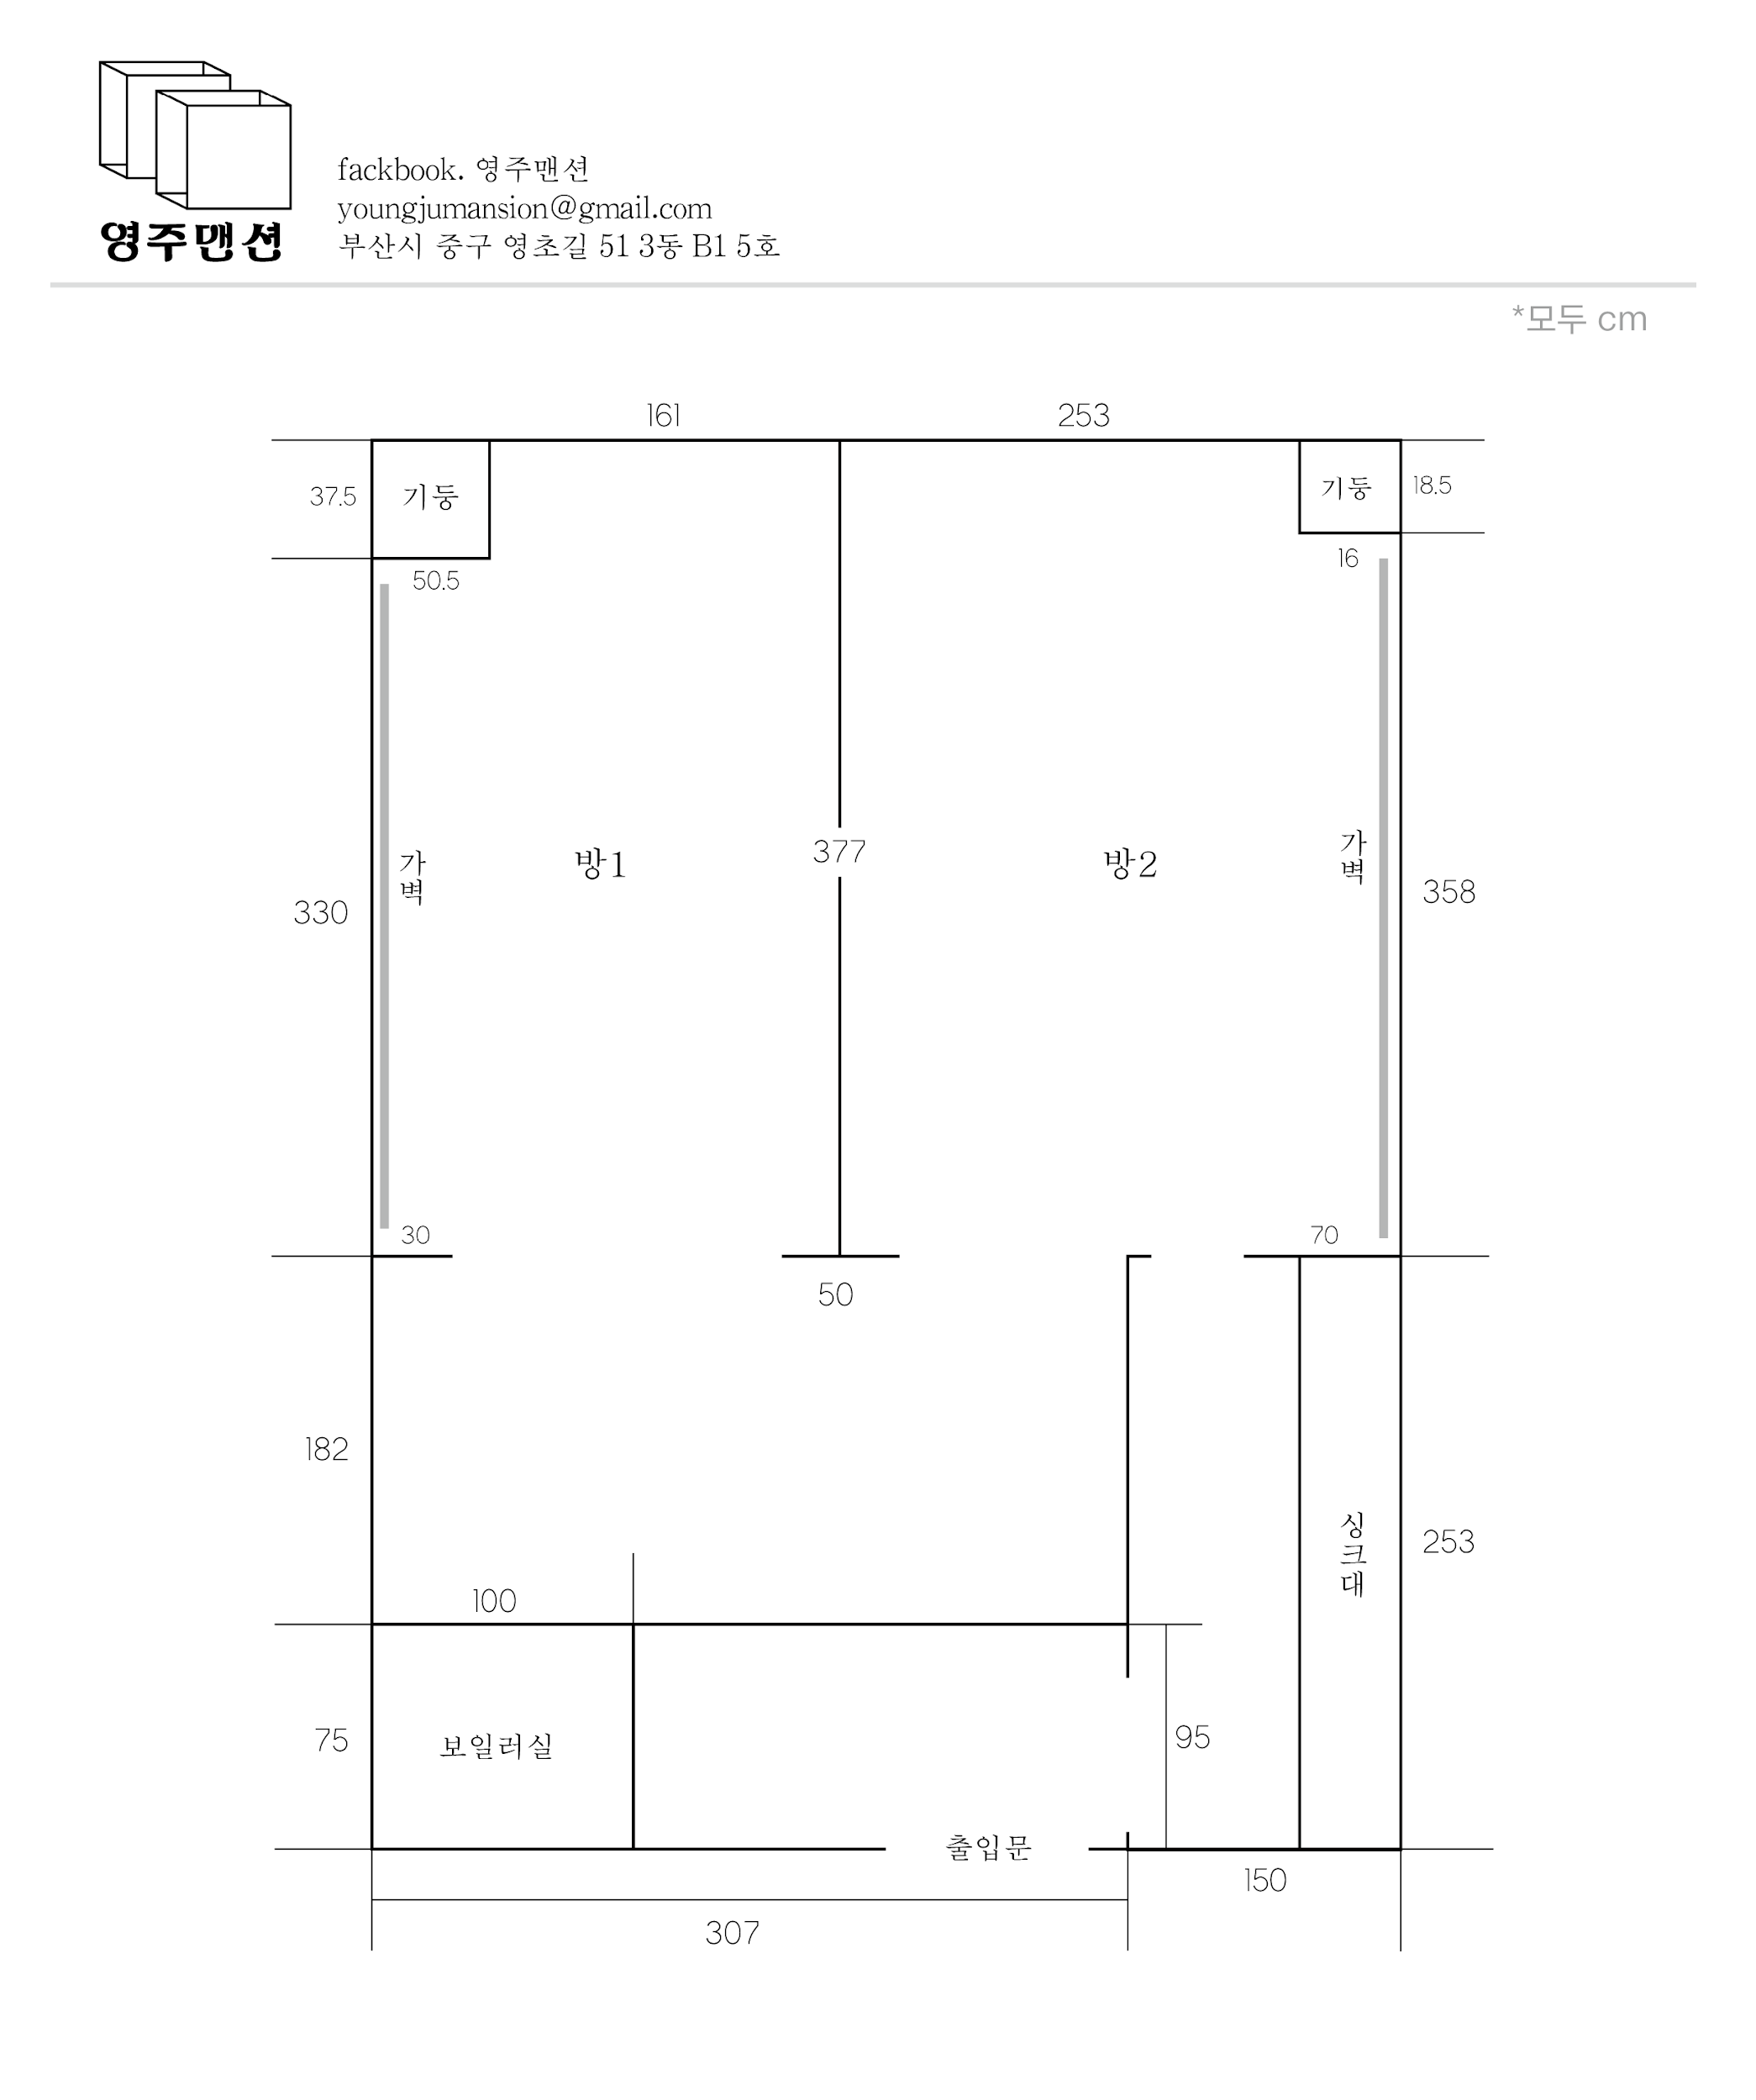 영주맨션
fackbook. 영주맨션
youngjumansion@gmail.com
부산시 중구 영초길 51 3동 B1 5호
*모두 cm
161
253
37.5
기둥
기둥
18.5
50.5
16
가벽
방1
377
방2
가벽
330
358
30
70
50
182
싱크대
253
100
75
보일러실
95
출입문
150
307